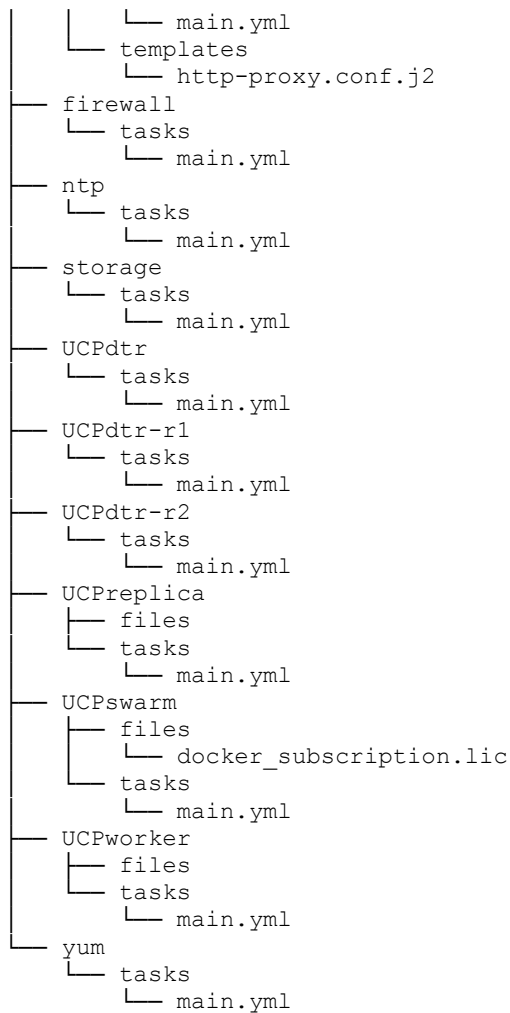 │   │   │   └── main.yml
│   │   └── templates
│   │       └── http-proxy.conf.j2
├── firewall
│   └── tasks
│       └── main.yml
├── ntp
│   └── tasks
│       └── main.yml
├── storage
│   └── tasks
│       └── main.yml
├── UCPdtr
│   └── tasks
│       └── main.yml
├── UCPdtr-r1
│   └── tasks
│       └── main.yml
├── UCPdtr-r2
│   └── tasks
│       └── main.yml
├── UCPreplica
│   ├── files
│   └── tasks
│       └── main.yml
├── UCPswarm
│   ├── files
│   │   └── docker_subscription.lic
│   └── tasks
│       └── main.yml
├── UCPworker
│   ├── files
│   └── tasks
│       └── main.yml
└── yum
    └── tasks
        └── main.yml